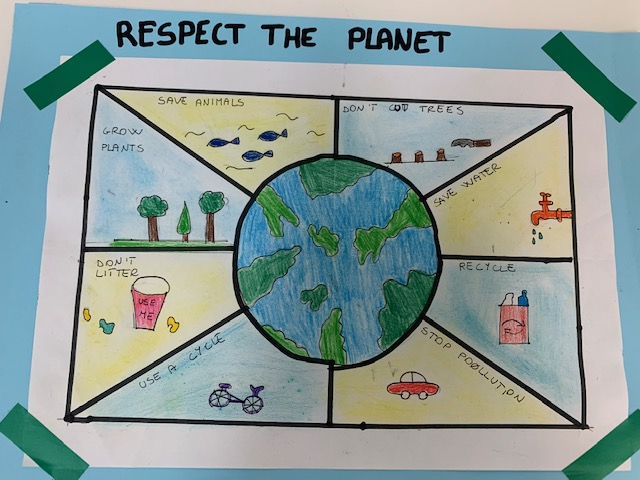 RESPECT THE PLANET
SAVE ANIMALS
DON'T CUT TREES
GROW
PLANTS
SAVE WATER
DON'T
LITTER
USE
ME
RECYCLE
USE A CYCLE
STOP POLLUTION